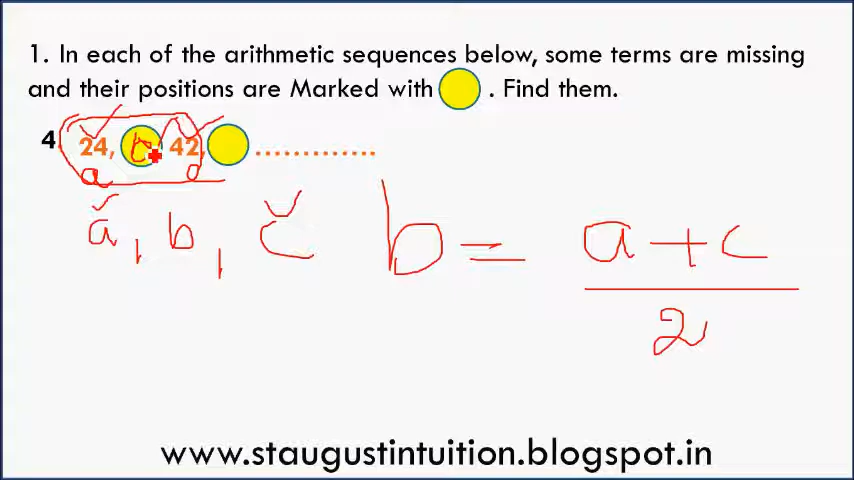 1. In each of the arithmetic sequences below, some terms are missing
and their positions are Marked with . Find them.
4. 24, b 42, .............
a c
a, b, c b = a + c
2
www.staugustintuition.blogspot.in